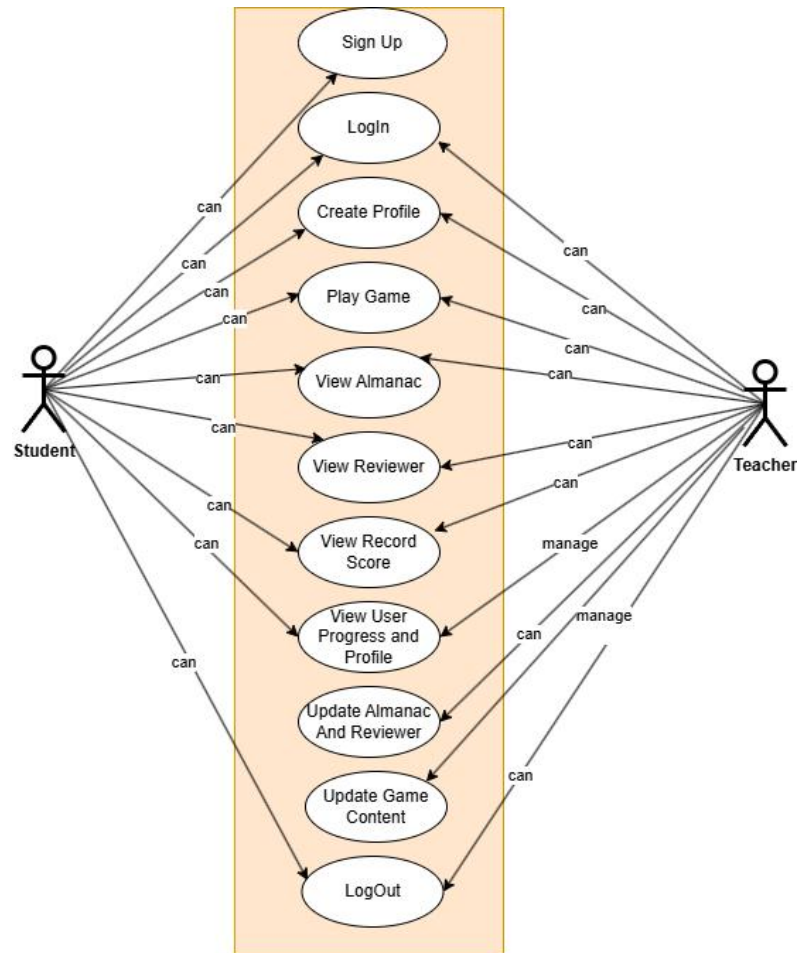 Sign Up
can
LogIn
can
can
Create Profile
can
can
can
Play Game
can
can
can
View Almanac
can
Student
can
View Reviewer
can
Teacher
can
View Record
Score
can
can
manage
View User
Progress and
Profile
manage
can
can
Update Almanac
And Reviewer
can
Update Game
Content
LogOut